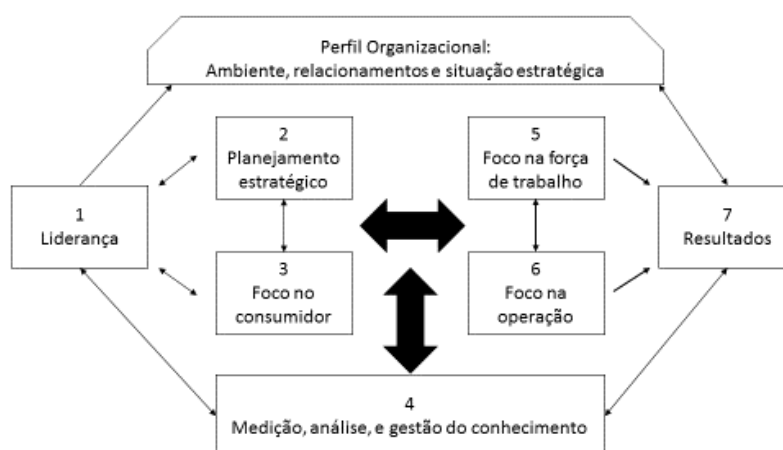 Perfil Organizacional:
Ambiente, relacionamentos e situação estratégica
1
Liderança
2
Planejamento
estratégico
3
Foco no
consumidor
5
Foco na força
de trabalho
6
Foco na
operação
7
Resultados
4
Medição, análise, e gestão do conhecimento